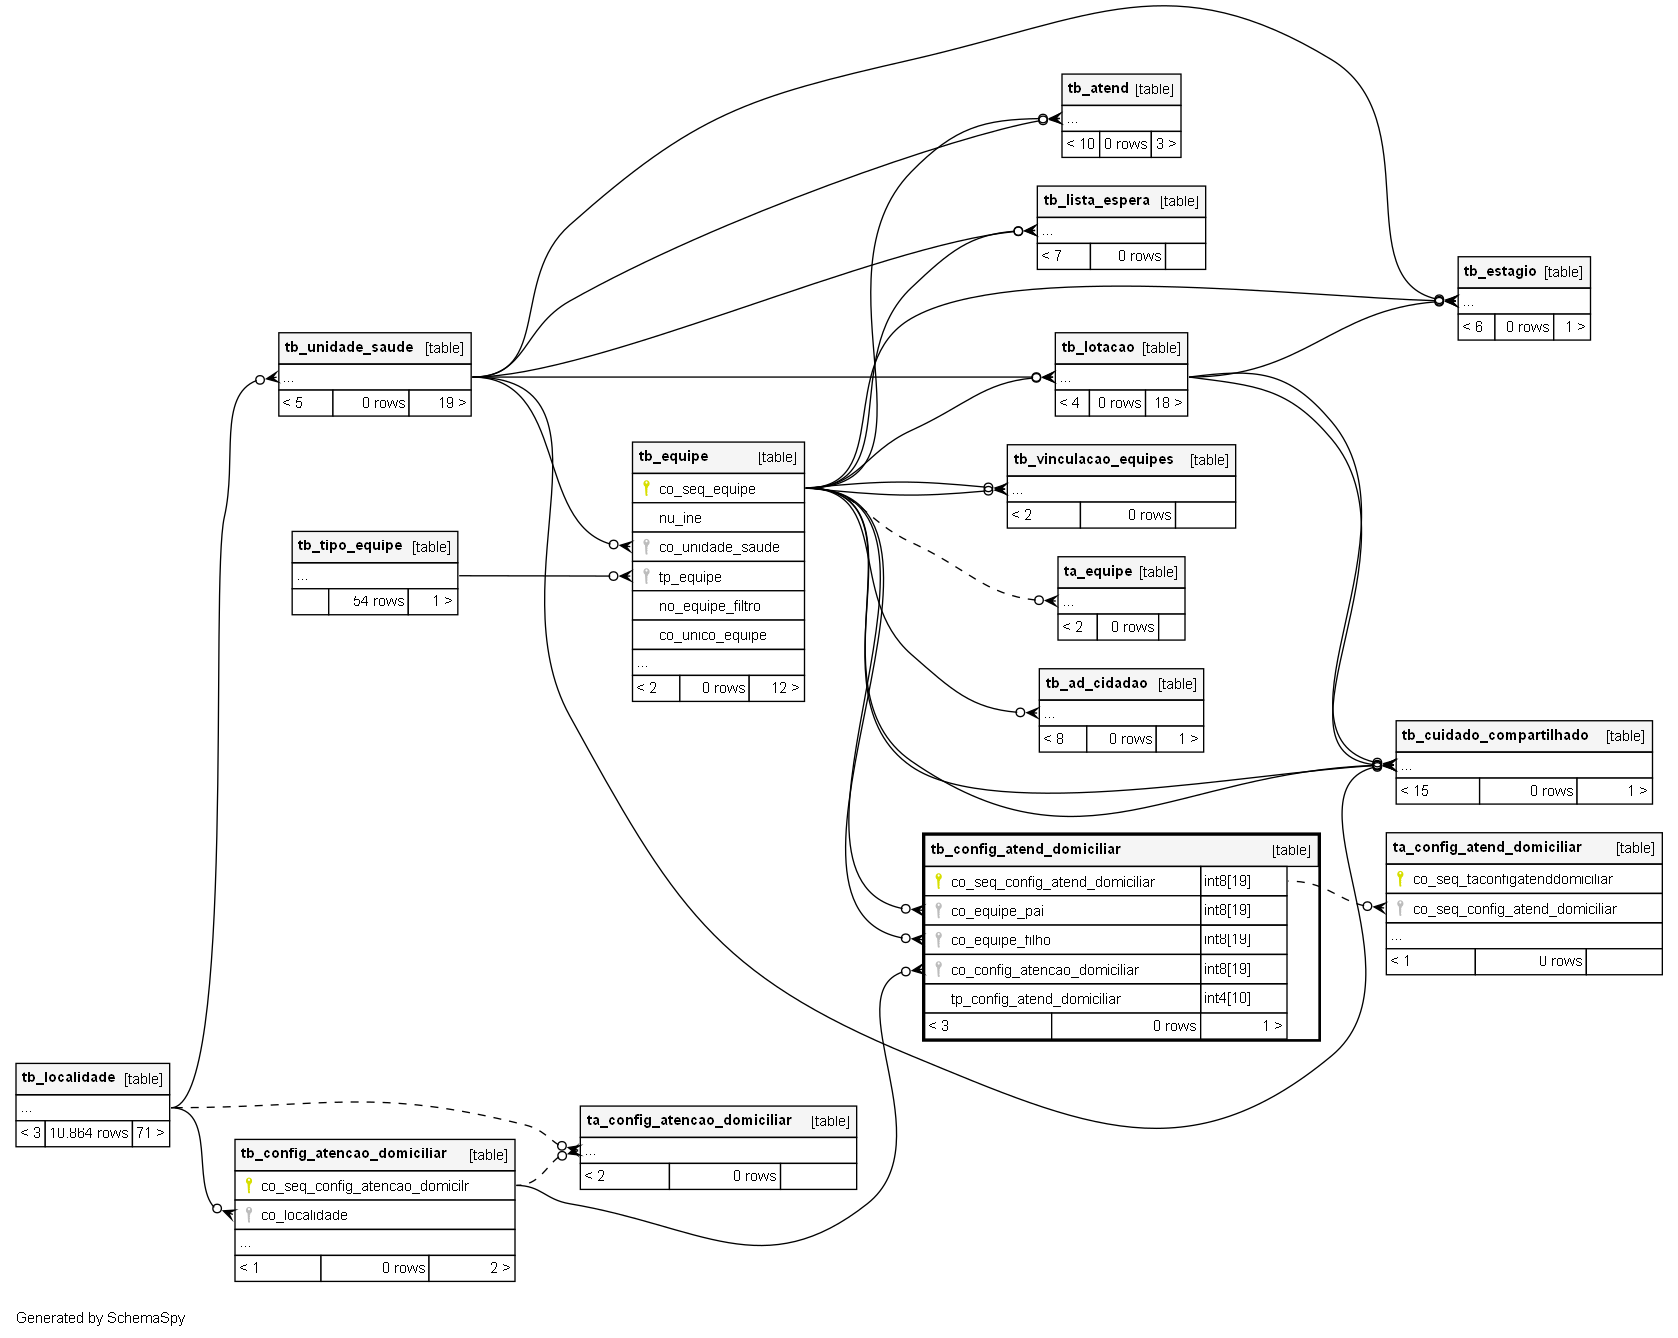 tb_atend [table]
...
< 10 0 rows 3 >
tb_lista_espera [table]
...
< 7 0 rows
tb_estagio [table]
...
< 6 0 rows 1 >
tb_unidade_saude [table]
...
< 5 0 rows 19 >
tb_lotacao [table]
...
< 4 0 rows 18 >
tb_equipe [table]
co_seq_equipe
nu_ine
co_unidade_saude
tp_equipe
no_equipe_filtro
co_unico_equipe
...
< 2 0 rows 12 >
tb_vinculacao_equipes [table]
...
< 2 0 rows
tb_tipo_equipe [table]
...
54 rows 1 >
ta_equipe [table]
...
< 2 0 rows
tb_ad_cidadao [table]
...
< 8 0 rows 1 >
tb_cuidado_compartilhado [table]
...
< 15 0 rows 1 >
tb_config_atend_domiciliar [table]
co_seq_config_atend_domiciliar int8[19]
co_equipe_pai int8[19]
co_equipe_filho int8[19]
co_config_atencao_domiciliar int8[19]
tp_config_atend_domiciliar int4[10]
< 3 0 rows 1 >
ta_config_atend_domiciliar [table]
co_seq_taconfigatenddomiciliar
co_seq_config_atend_domiciliar
...
< 1 0 rows
tb_localidade [table]
...
< 3 10.864 rows 71 >
ta_config_atencao_domiciliar [table]
...
< 2 0 rows
tb_config_atencao_domiciliar [table]
co_seq_config_atencao_domicilr
co_localidade
...
< 1 0 rows 2 >
Generated by SchemaSpy